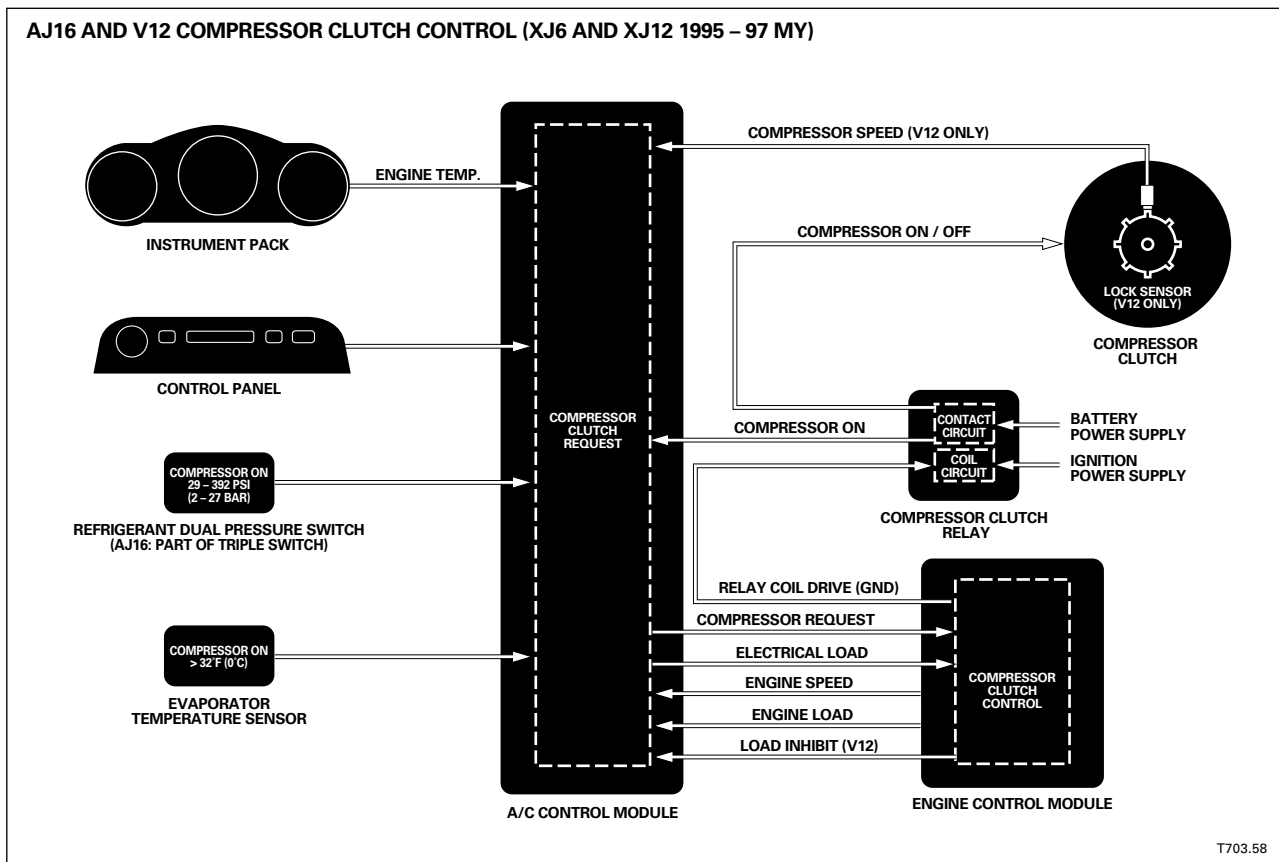 AJ16 AND V12 COMPRESSOR CLUTCH CONTROL (XJ6 AND XJ12 1995 – 97 MY)
ENGINE TEMP.
INSTRUMENT PACK
CONTROL PANEL
COMPRESSOR ON
29 – 392 PSI
(2 – 27 BAR)
REFRIGERANT DUAL PRESSURE SWITCH
(AJ16: PART OF TRIPLE SWITCH)
COMPRESSOR ON
> 32˚F (0˚C)
EVAPORATOR
TEMPERATURE SENSOR
COMPRESSOR
CLUTCH
REQUEST
A/C CONTROL MODULE
COMPRESSOR SPEED (V12 ONLY)
COMPRESSOR ON / OFF
LOCK SENSOR
(V12 ONLY)
COMPRESSOR
CLUTCH
COMPRESSOR ON
CONTACT
CIRCUIT
COIL
CIRCUIT
BATTERY
POWER SUPPLY
IGNITION
POWER SUPPLY
COMPRESSOR CLUTCH
RELAY
RELAY COIL DRIVE (GND)
COMPRESSOR REQUEST
ELECTRICAL LOAD
ENGINE SPEED
ENGINE LOAD
LOAD INHIBIT (V12)
COMPRESSOR
CLUTCH
CONTROL
ENGINE CONTROL MODULE
T703.58